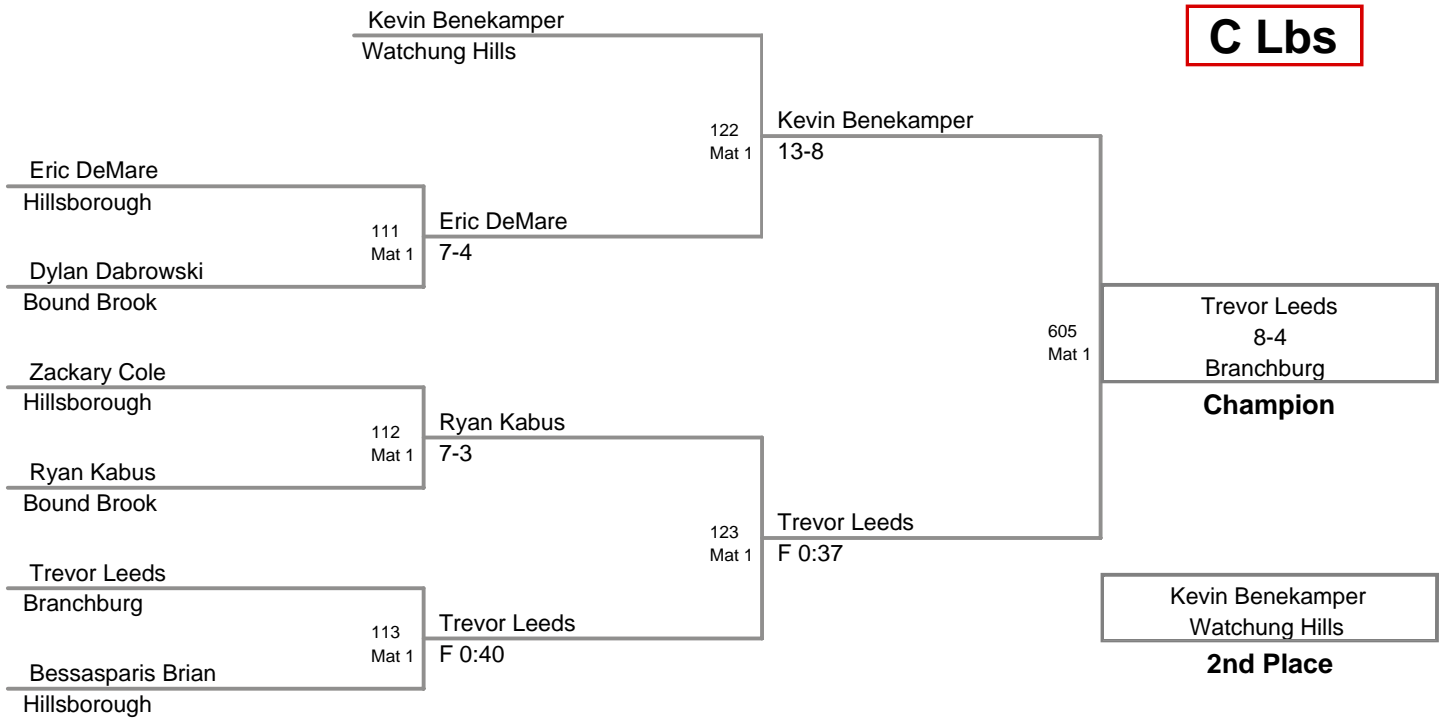 Kevin Benekamper
Watchung Hills
C Lbs
122
Mat 1
Kevin Benekamper
13-8
Eric DeMare
Hillsborough
111
Mat 1
Eric DeMare
7-4
Dylan Dabrowski
Bound Brook
605
Mat 1
Trevor Leeds
8-4
Branchburg
Champion
Zackary Cole
Hillsborough
112
Mat 1
Ryan Kabus
7-3
Ryan Kabus
Bound Brook
123
Mat 1
Trevor Leeds
F 0:37
Trevor Leeds
Branchburg
113
Mat 1
Trevor Leeds
F 0:40
Bessasparis Brian
Hillsborough
Kevin Benekamper
Watchung Hills
2nd Place